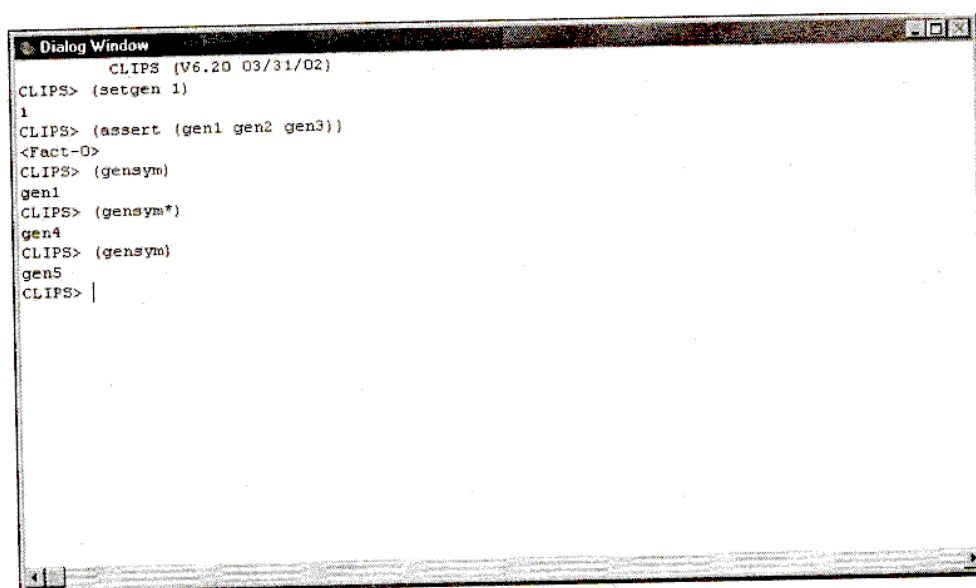 Dialog Window
CLIPS (V6.20 03/31/02)
CLIPS> (setgen 1)
1
CLIPS> (assert (gen1 gen2 gen3))
<Fact-0>
CLIPS> (gensym)
gen1
CLIPS> (gensym*)
gen4
CLIPS> (gensym)
gen5
CLIPS>